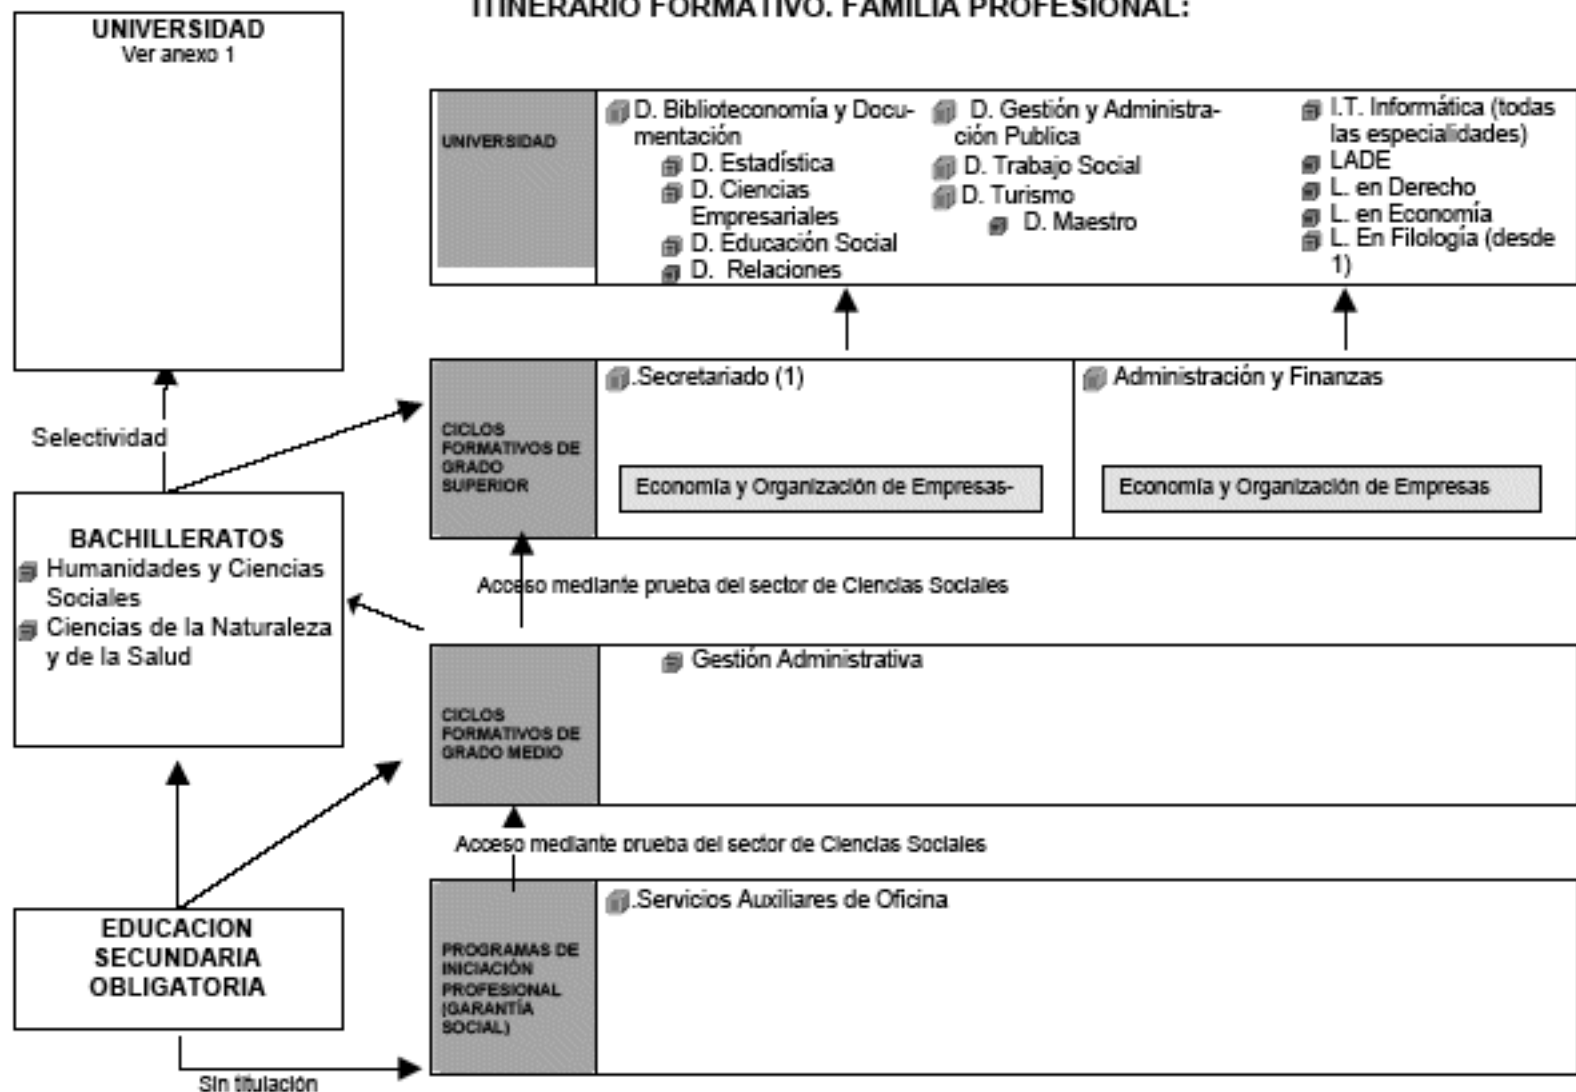 ITINERARIO FORMATIVO. FAMILIA PROFESIONAL:
UNIVERSIDAD
Ver anexo 1
UNIVERSIDAD
D. Biblioteconomía y Docu-
mentación
D. Estadística
D. Ciencias
Empresariales
D. Educación Social
D. Relaciones
D. Gestión y Administra-
ción Publica
D. Trabajo Social
D. Turismo
D. Maestro
I.T. Informática (todas
las especialidades)
LADE
L. en Derecho
L. en Economía
L. En Filología (desde
1)
Selectividad
CICLOS
FORMATIVOS DE
GRADO
SUPERIOR
.Secretariado (1)
Economía y Organización de Empresas-
Administración y Finanzas
Economía y Organización de Empresas
BACHILLERATOS
Humanidades y Ciencias
Sociales
Ciencias de la Naturaleza
y de la Salud
Acceso mediante prueba del sector de Ciencias Sociales
CICLOS
FORMATIVOS DE
GRADO MEDIO
Gestión Administrativa
Acceso mediante prueba del sector de Ciencias Sociales
EDUCACION
SECUNDARIA
OBLIGATORIA
PROGRAMAS DE
INICIACIÓN
PROFESIONAL
(GARANTÍA
SOCIAL)
.Servicios Auxiliares de Oficina
Sin titulación